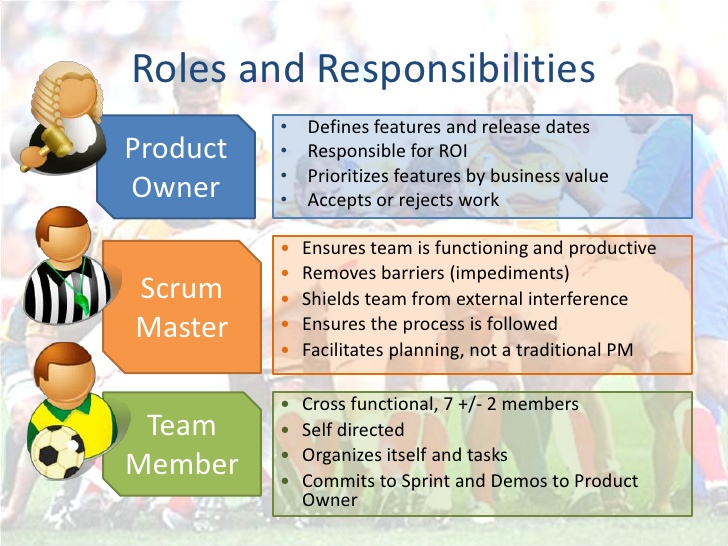 Roles and Responsibilities
Product
Owner
• Defines features and release dates
• Responsible for ROI
• Prioritizes features by business value
• Accepts or rejects work
Scrum
Master
• Ensures team is functioning and productive
• Removes barriers (impediments)
• Shields team from external interference
• Ensures the process is followed
• Facilitates planning, not a traditional PM
Team
Member
• Cross functional, 7 +/- 2 members
• Self directed
• Organizes itself and tasks
• Commits to Sprint and Demos to Product
Owner